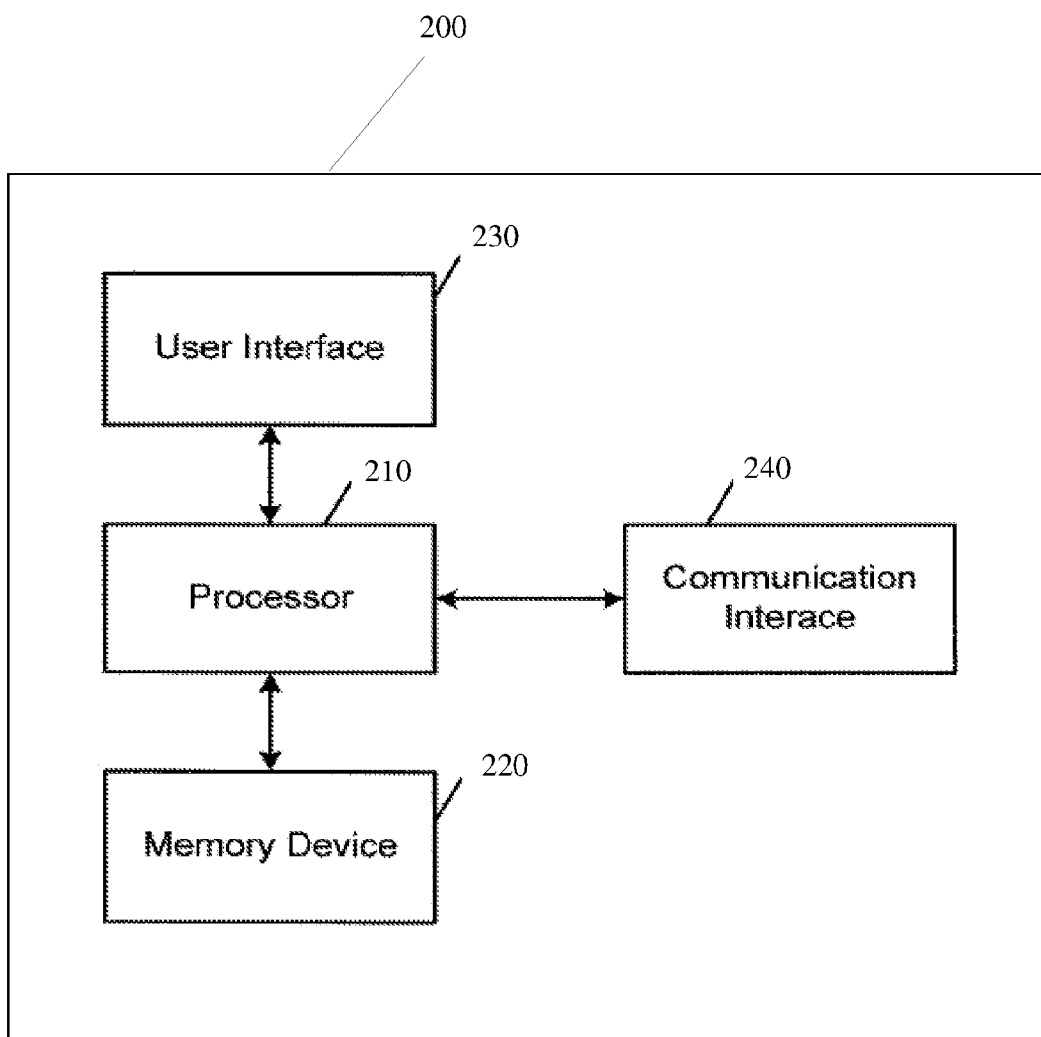 200
230
User Interface
210
240
Processor
Communication
Interace
220
Memory Device